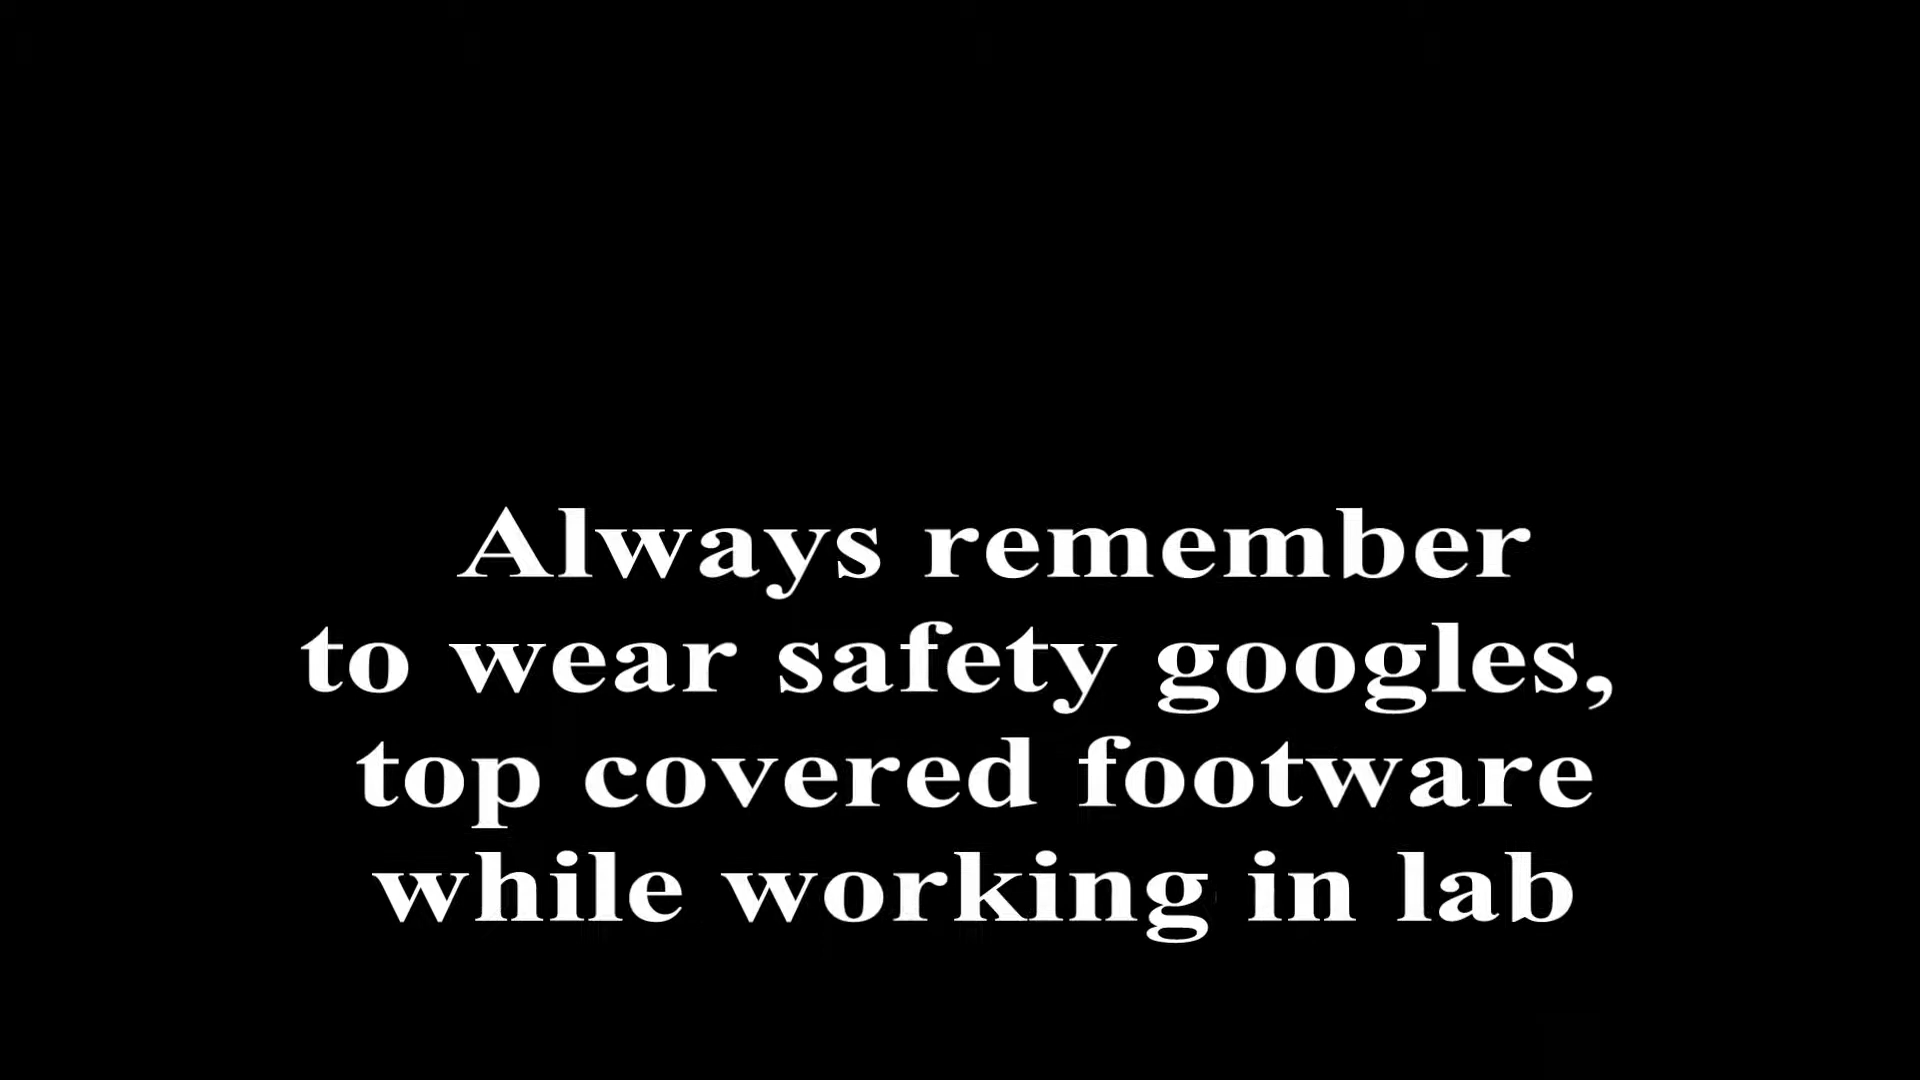 Always remember
to wear safety googles,
top covered footware
while working in lab